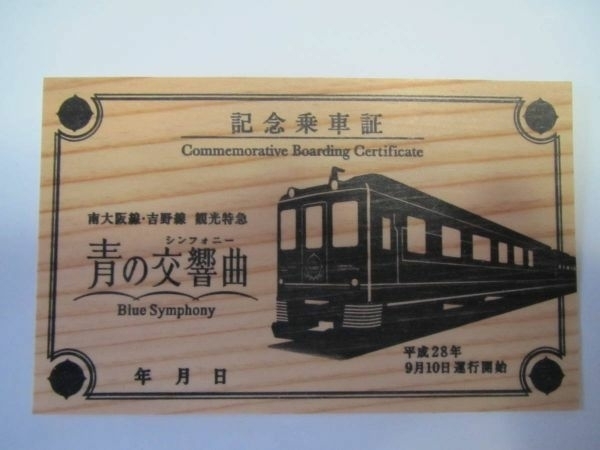 記念乗車証
Commemorative Boarding Certificate
南大阪線・吉野線 観光特急
シンフォニー
青の交響曲
Blue Symphony
年 月 日
平成28年
9月10日運行開始